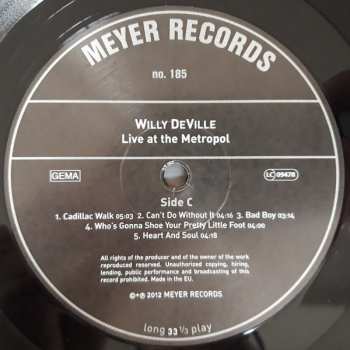 MEYER RECORDS
no. 185
WILLY DEVILLE
Live at the Metropol
GEMA
LC 09478
Side C
1. Cadillac Walk 05:03 2. Can't Do Without It 04:16 3. Bad Boy 03:14
4. Who's Gonna Shoe Your Pretty Little Foot 04:00
5. Heart And Soul 04:18
All rights of the producer and of the owner of the work
reproduced reserved. Unauthorized copying, hiring,
lending, public performance and broadcasting of this
record prohibited. Made in the EU.
©+℗ 2012 MEYER RECORDS
long 33 1/3 play